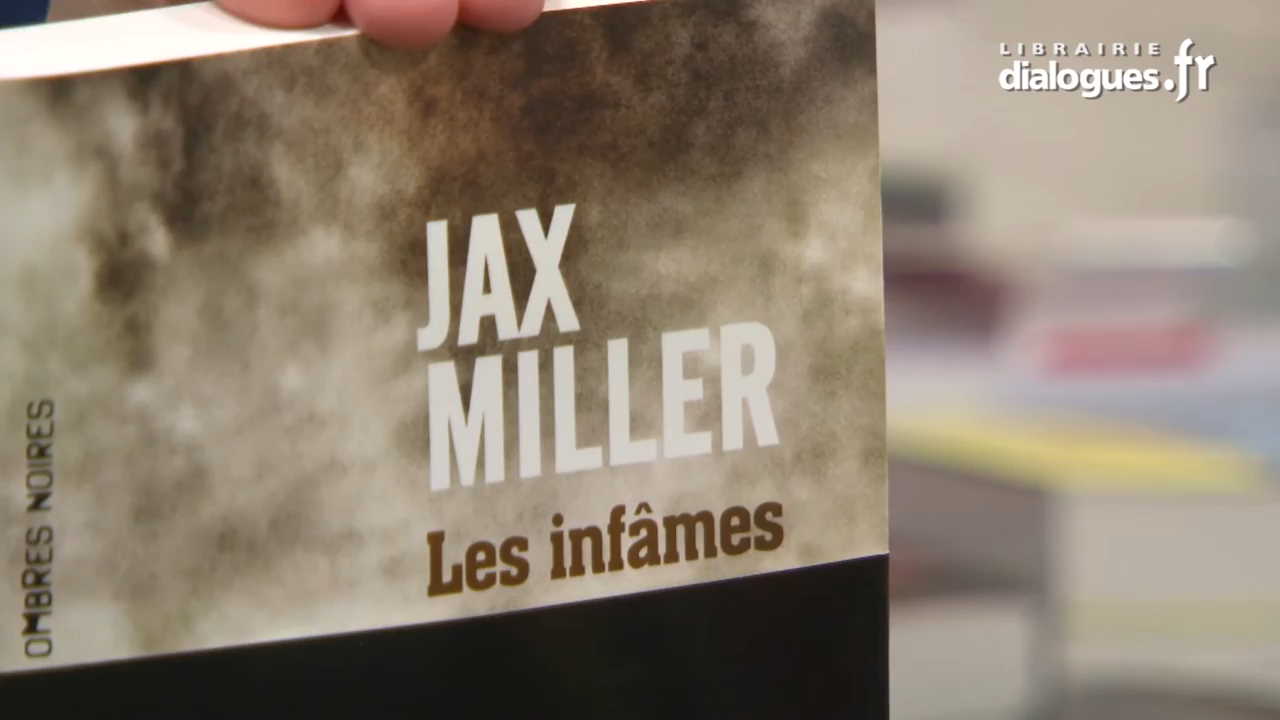 LIBRAIRIE
dialogues.fr
JAX
MILLER
Les infâmes
OMBRES NOIRES